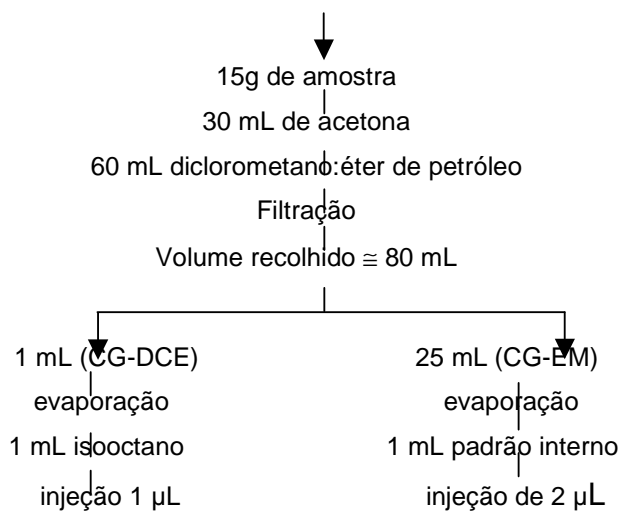 15g de amostra
30 mL de acetona
60 mL diclorometano:éter de petróleo
Filtração
Volume recolhido ≅ 80 mL
1 mL (CG-DCE)
evaporação
1 mL isooctano
injeção 1 µL
25 mL (CG-EM)
evaporação
1 mL padrão interno
injeção de 2 µL